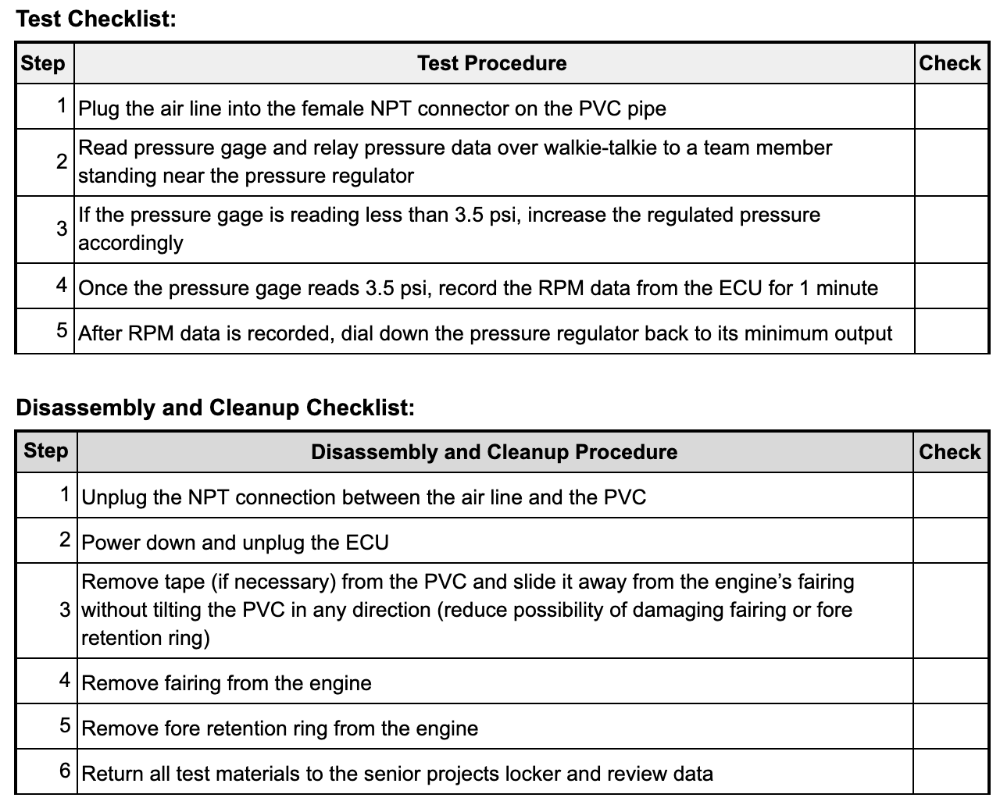 Test Checklist:
Step Test Procedure Check
1 Plug the air line into the female NPT connector on the PVC pipe
2 Read pressure gage and relay pressure data over walkie-talkie to a team member
standing near the pressure regulator
3 If the pressure gage is reading less than 3.5 psi, increase the regulated pressure
accordingly
4 Once the pressure gage reads 3.5 psi, record the RPM data from the ECU for 1 minute
5 After RPM data is recorded, dial down the pressure regulator back to its minimum output
Disassembly and Cleanup Checklist:
Step Disassembly and Cleanup Procedure Check
1 Unplug the NPT connection between the air line and the PVC
2 Power down and unplug the ECU
3 Remove tape (if necessary) from the PVC and slide it away from the engine’s fairing
without tilting the PVC in any direction (reduce possibility of damaging fairing or fore
retention ring)
4 Remove fairing from the engine
5 Remove fore retention ring from the engine
6 Return all test materials to the senior projects locker and review data